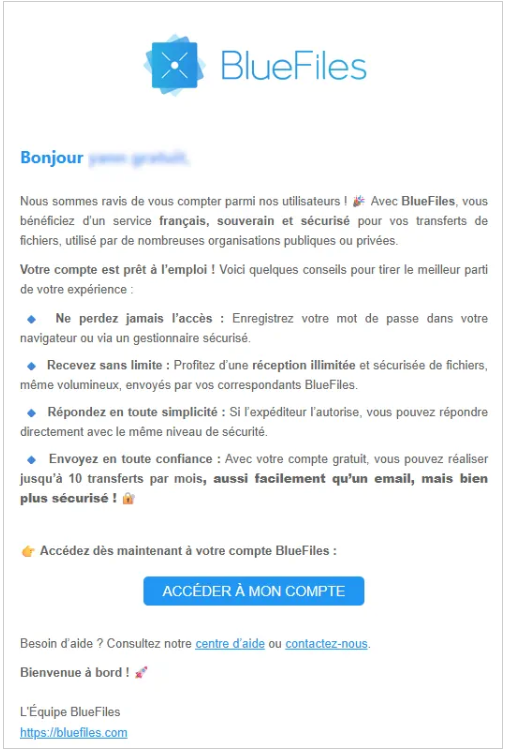 BlueFiles
Bonjour
Nous sommes ravis de vous compter parmi nos utilisateurs ! 🎉 Avec BlueFiles, vous
bénéficiez d'un service français, souverain et sécurisé pour vos transferts de
fichiers, utilisé par de nombreuses organisations publiques ou privées.
Votre compte est prêt à l'emploi ! Voici quelques conseils pour tirer le meilleur parti
de votre expérience :
🔹 Ne perdez jamais l'accès : Enregistrez votre mot de passe dans votre
navigateur ou via un gestionnaire sécurisé.
🔹 Recevez sans limite : Profitez d'une réception illimitée et sécurisée de fichiers,
même volumineux, envoyés par vos correspondants BlueFiles.
🔹 Répondez en toute simplicité : Si l'expéditeur l'autorise, vous pouvez répondre
directement avec le même niveau de sécurité.
🔹 Envoyez en toute confiance : Avec votre compte gratuit, vous pouvez réaliser
jusqu'à 10 transferts par mois, aussi facilement qu'un email, mais bien
plus sécurisé ! 🔐
👉 Accédez dès maintenant à votre compte BlueFiles :
ACCÉDER À MON COMPTE
Besoin d'aide ? Consultez notre centre d'aide ou contactez-nous.
Bienvenue à bord ! 🚀
L'Équipe BlueFiles
https://bluefiles.com